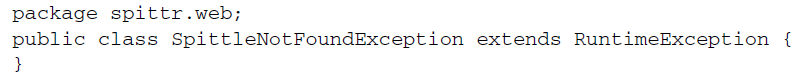 package spittr.web;
public class SpittleNotFoundException extends RuntimeException {
}